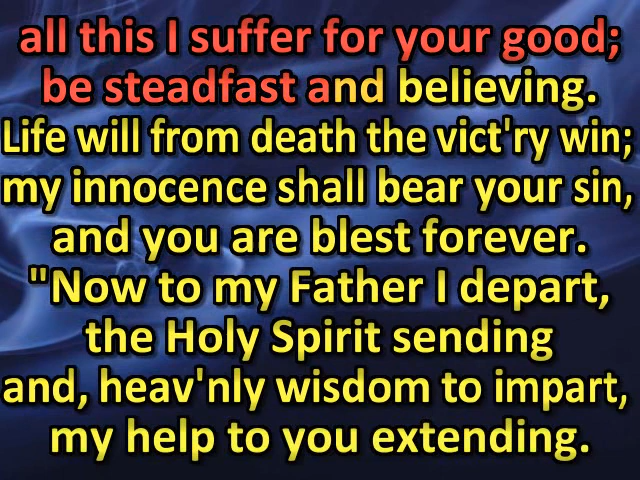 all this I suffer for your good;
be steadfast and believing.
Life will from death the vict'ry win;
my innocence shall bear your sin,
and you are blest forever.
"Now to my Father I depart,
the Holy Spirit sending
and, heav'nly wisdom to impart,
my help to you extending.